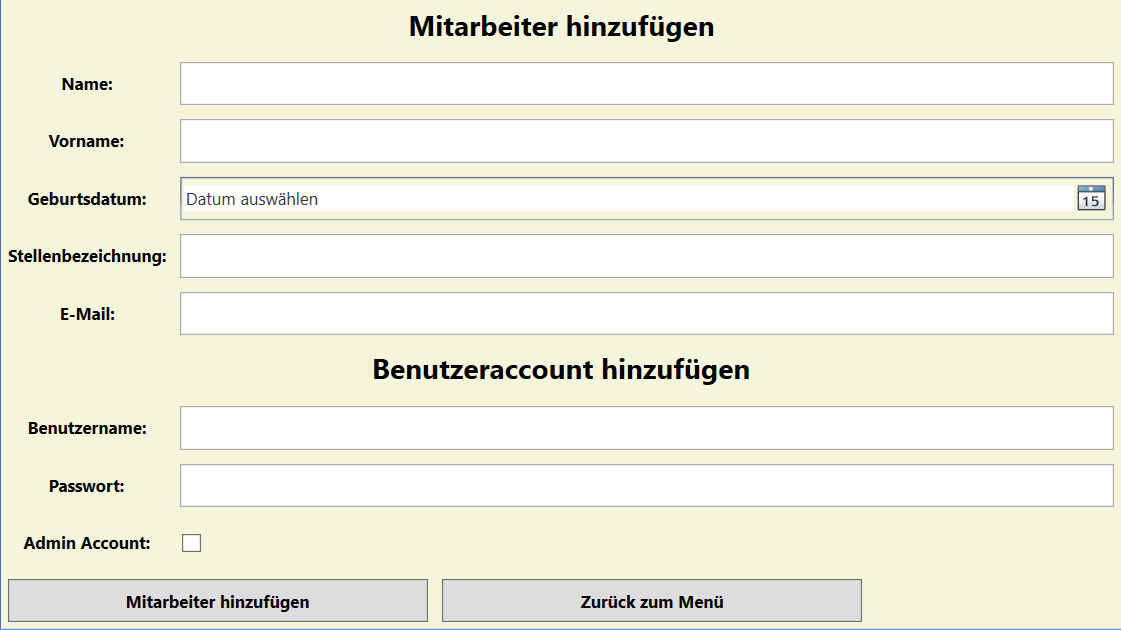 Mitarbeiter hinzufügen
Name:
Vorname:
Geburtsdatum: Datum auswählen 15
Stellenbezeichnung:
E-Mail:
Benutzeraccount hinzufügen
Benutzername:
Passwort:
Admin Account:
Mitarbeiter hinzufügen Zurück zum Menü